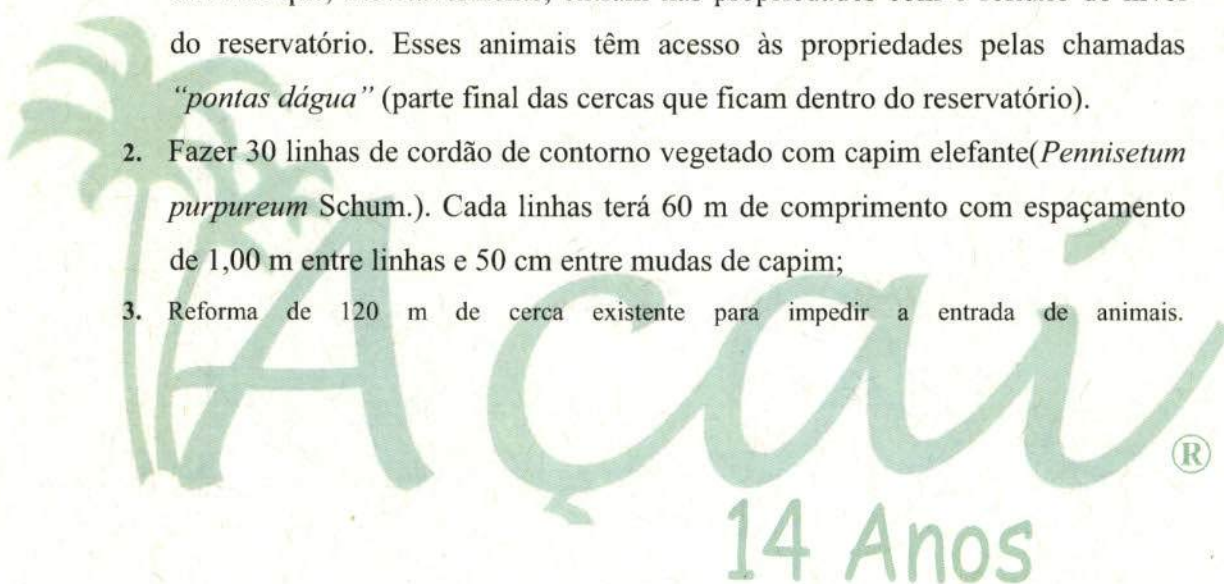 do reservatório. Esses animais têm acesso às propriedades pelas chamadas
"pontas dágua" (parte final das cercas que ficam dentro do reservatório).
2. Fazer 30 linhas de cordão de contorno vegetado com capim elefante(Pennisetum
purpureum Schum.). Cada linhas terá 60 m de comprimento com espaçamento
de 1,00 m entre linhas e 50 cm entre mudas de capim;
3. Reforma de 120 m de cerca existente para impedir a entrada de animais.
Açaí ®
14 Anos